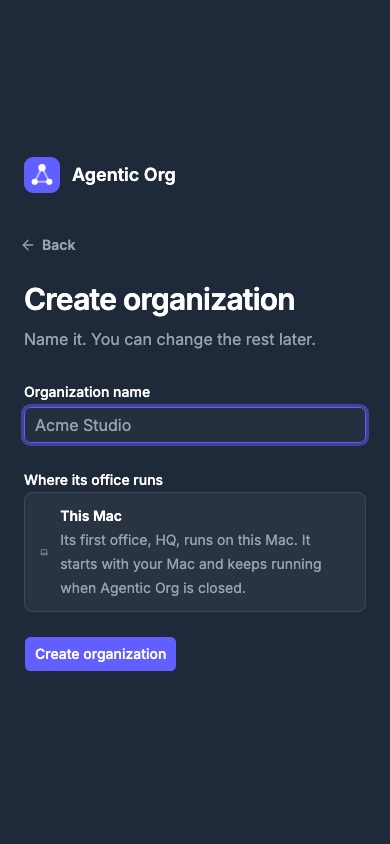 Agentic Org
Back
Create organization
Name it. You can change the rest later.
Organization name
Acme Studio
Where its office runs
This Mac
Its first office, HQ, runs on this Mac. It
starts with your Mac and keeps running
when Agentic Org is closed.
Create organization